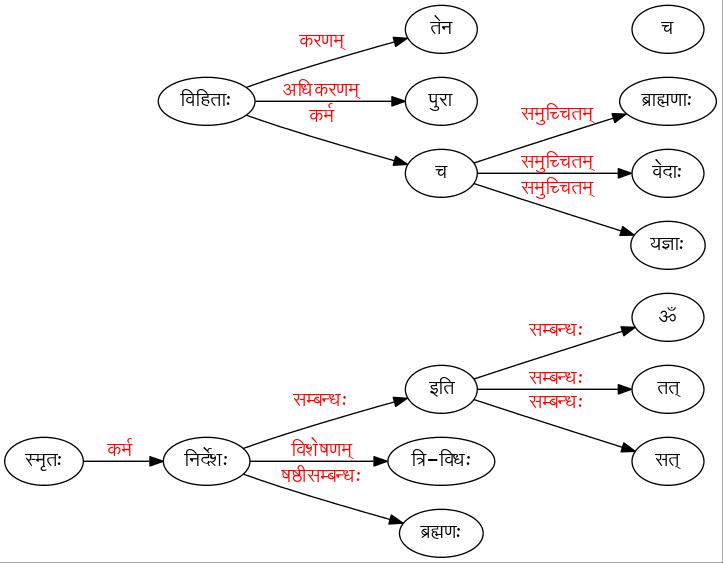 तेन
च
करणम्
विहिताः
अधिकरणम्
पुरा
ब्राह्मणाः
कर्म
समुच्चितम्
च
समुच्चितम्
वेदाः
समुच्चितम्
यज्ञाः
ॐ
सम्बन्धः
इति
सम्बन्धः
तत्
सम्बन्धः
सम्बन्धः
स्मृतः
कर्म
निर्देशः
विशेषणम्
त्रि-विधः
सत्
षष्ठीसम्बन्धः
ब्रह्मणः